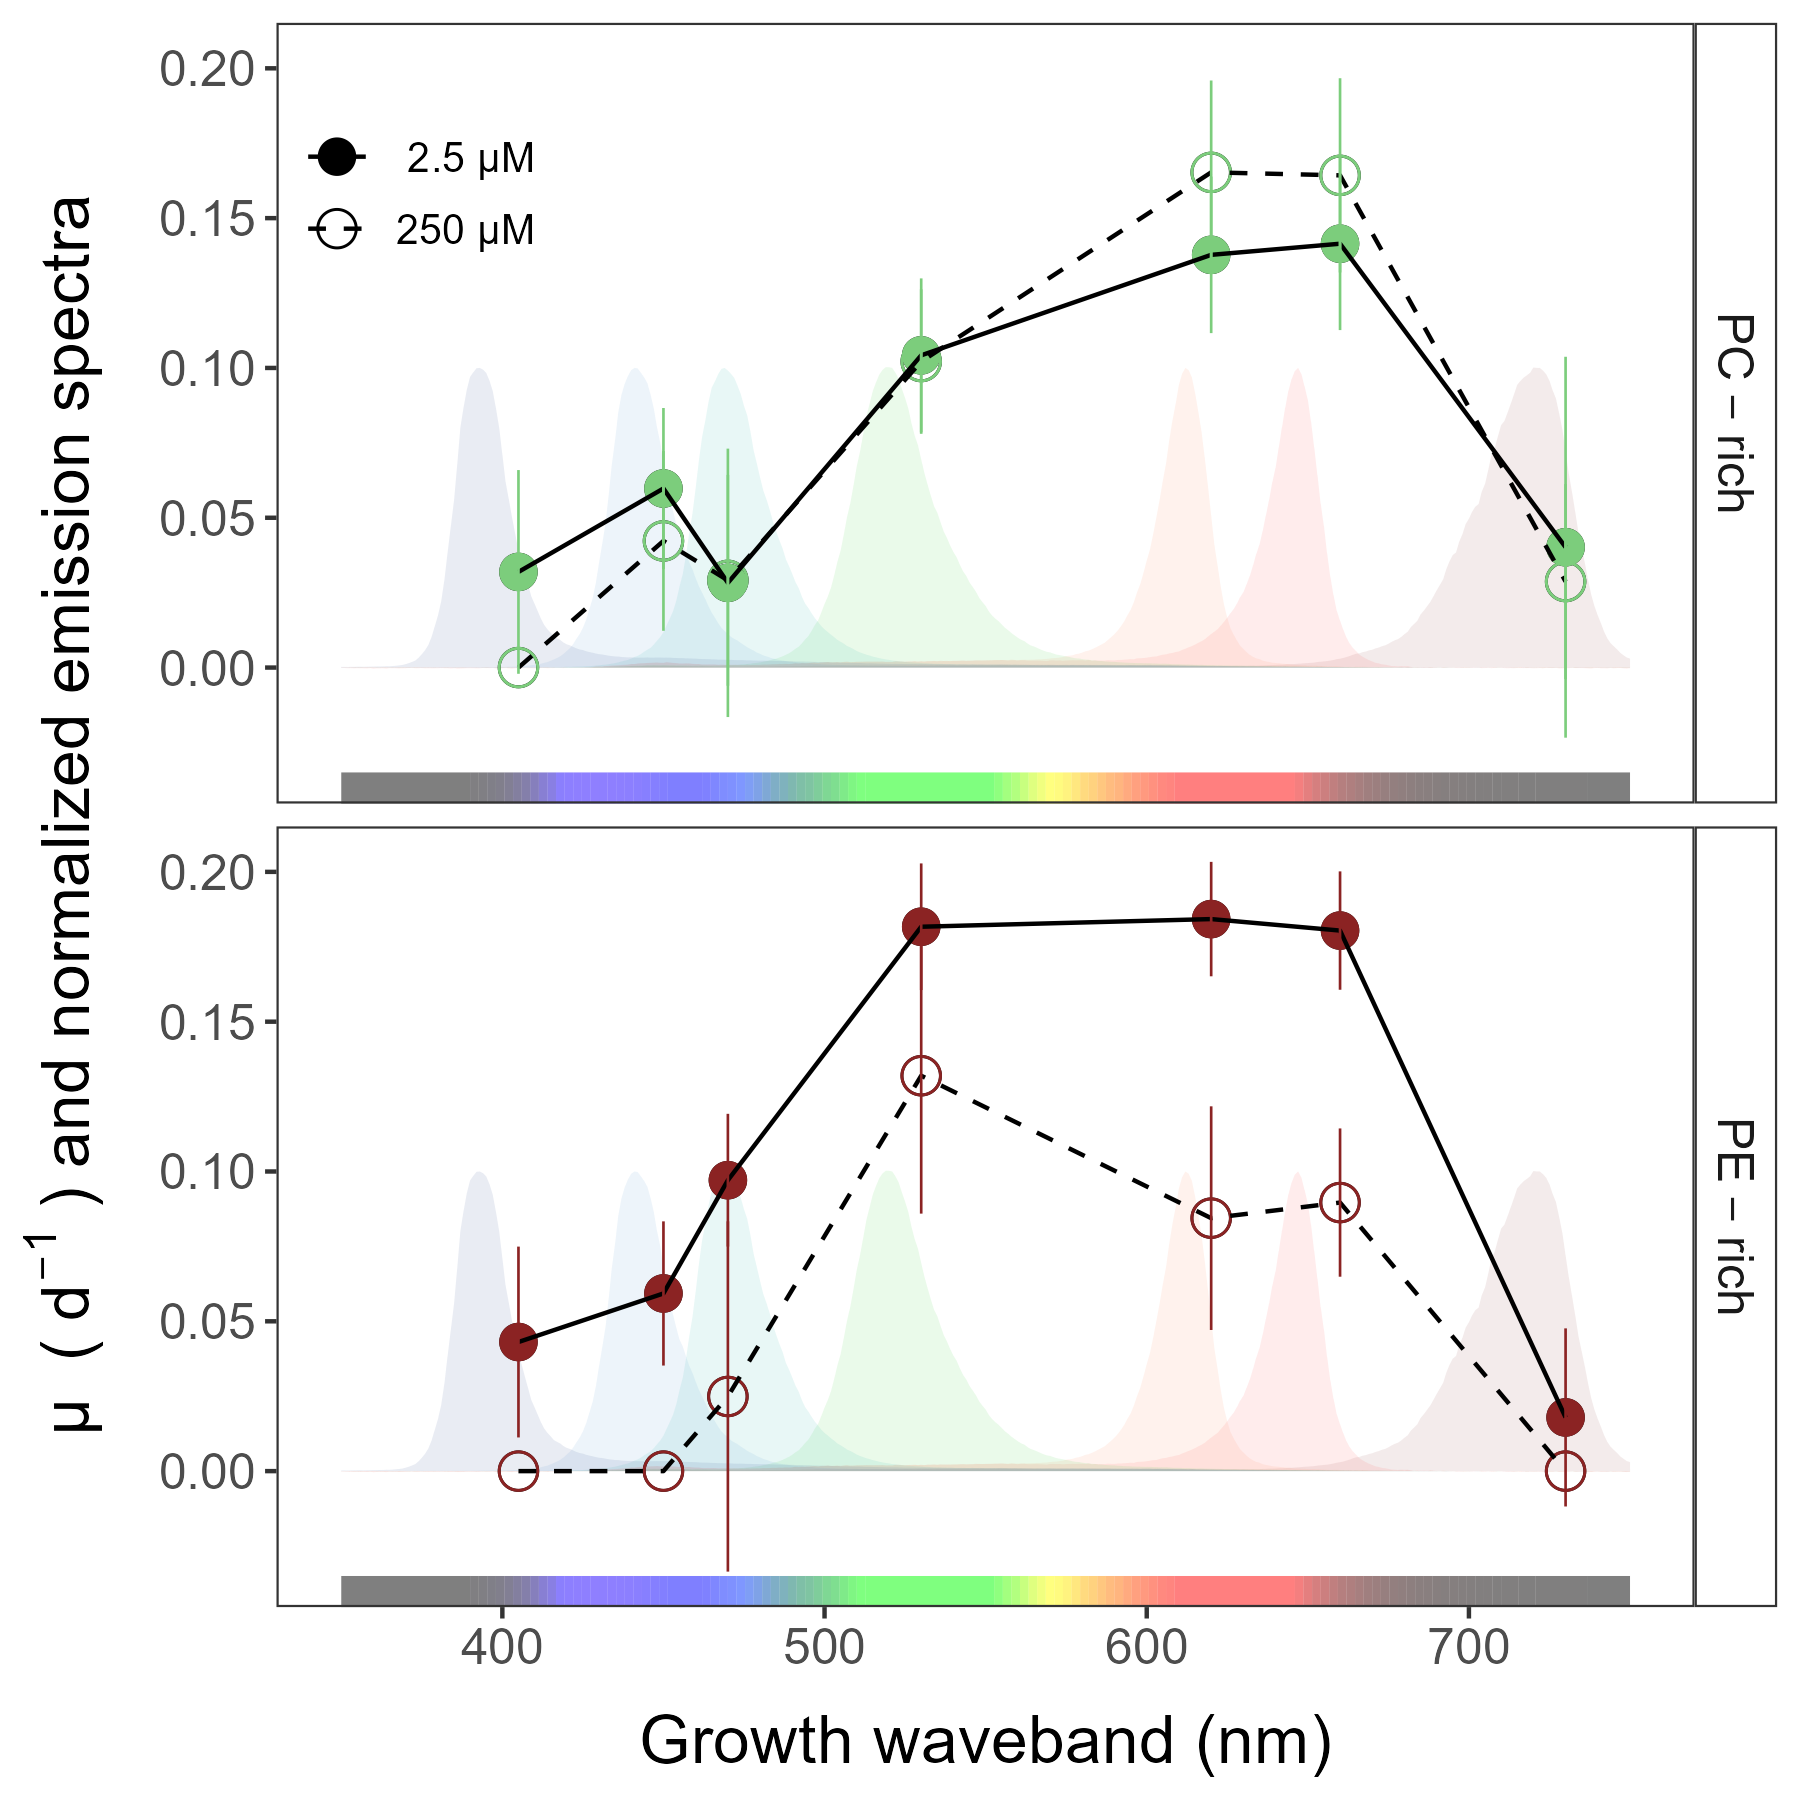 μ ( d⁻¹ ) and normalized emission spectra
0.20
0.15
0.10
0.05
0.00
2.5 μM
250 μM
PC – rich
0.20
0.15
0.10
0.05
0.00
PE – rich
400 500 600 700
Growth waveband (nm)